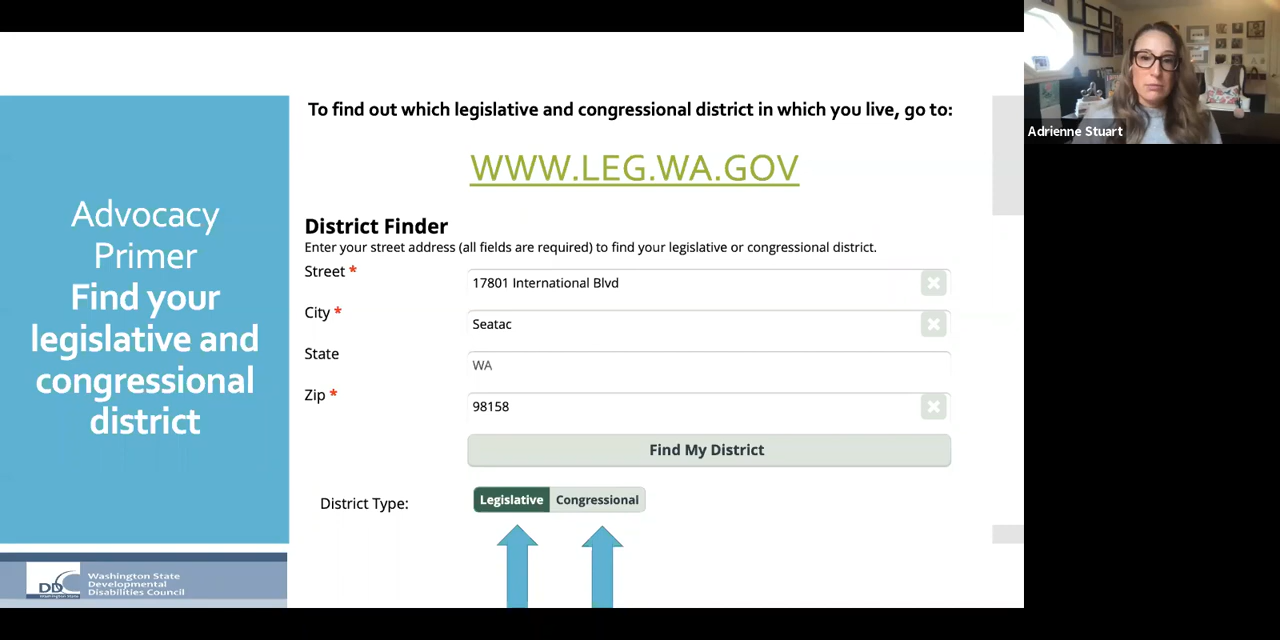 To find out which legislative and congressional district in which you live, go to:
WWW.LEG.WA.GOV
Advocacy
Primer
Find your
legislative and
congressional
district
District Finder
Enter your street address (all fields are required) to find your legislative or congressional district.
Street *
17801 International Blvd
City *
Seatac
State
WA
Zip *
98158
Find My District
District Type:
Legislative
Congressional
DDC
Washington State
Washington State
Developmental
Disabilities Council
Adrienne Stuart